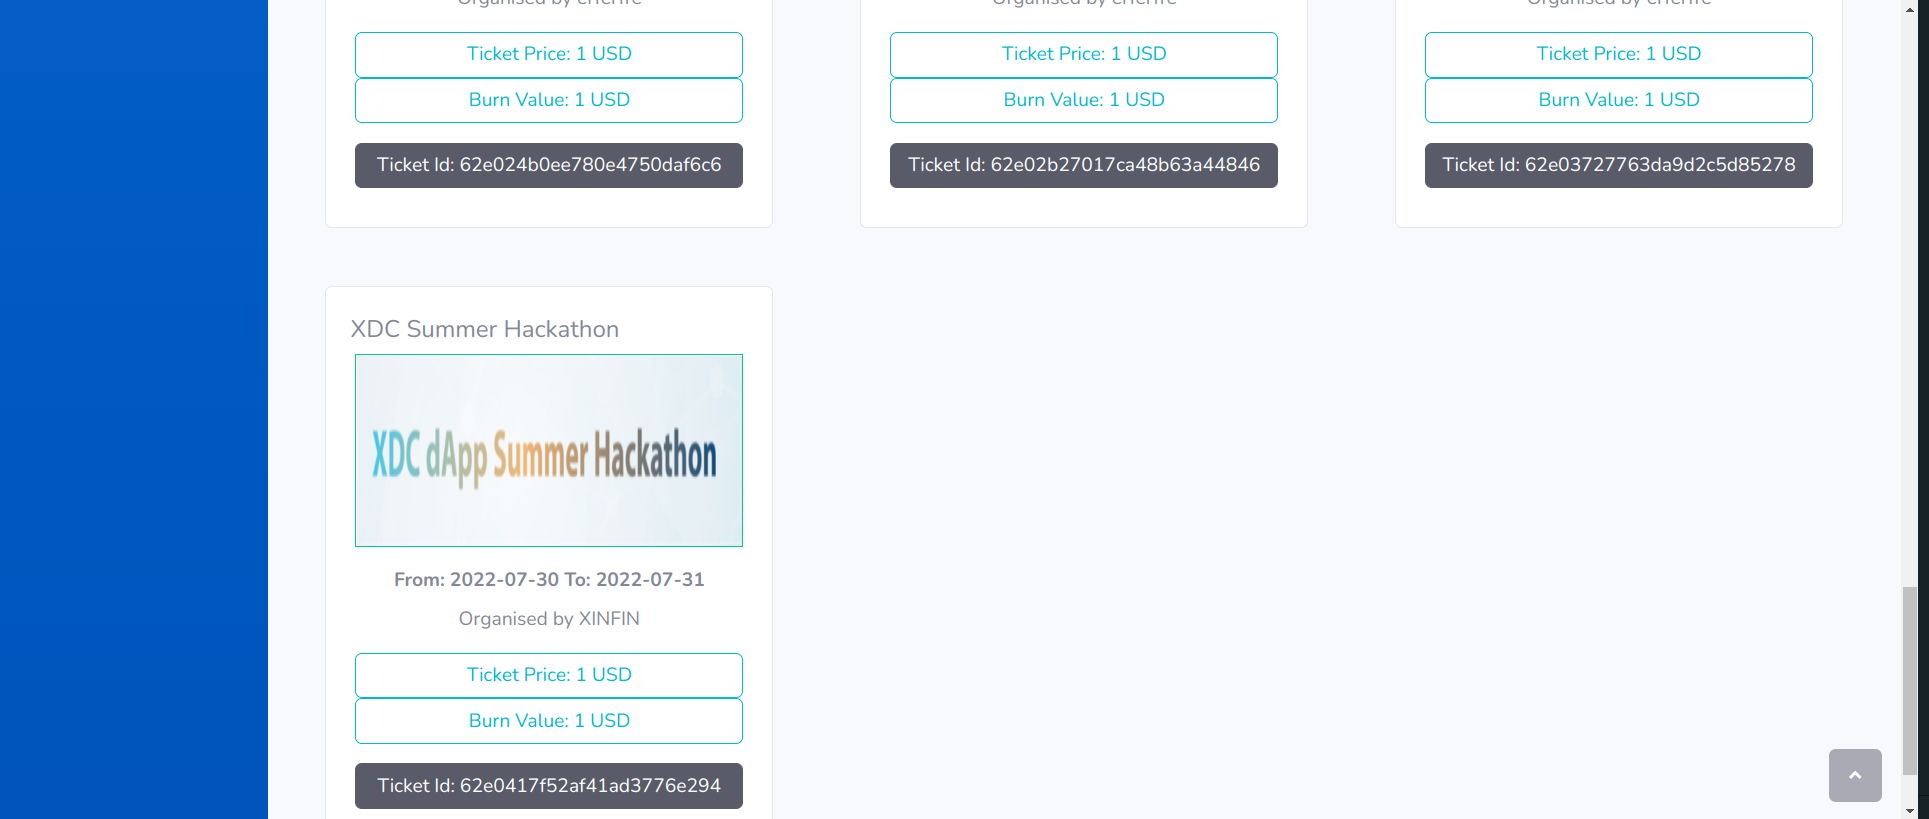 Ticket Price: 1 USD
Burn Value: 1 USD
Ticket Id: 62e024b0ee780e4750daf6c6
Ticket Price: 1 USD
Burn Value: 1 USD
Ticket Id: 62e02b27017ca48b63a44846
Ticket Price: 1 USD
Burn Value: 1 USD
Ticket Id: 62e03727763da9d2c5d85278
XDC Summer Hackathon
XDC dApp Summer Hackathon
From: 2022-07-30 To: 2022-07-31
Organised by XINFIN
Ticket Price: 1 USD
Burn Value: 1 USD
Ticket Id: 62e0417f52af41ad3776e294